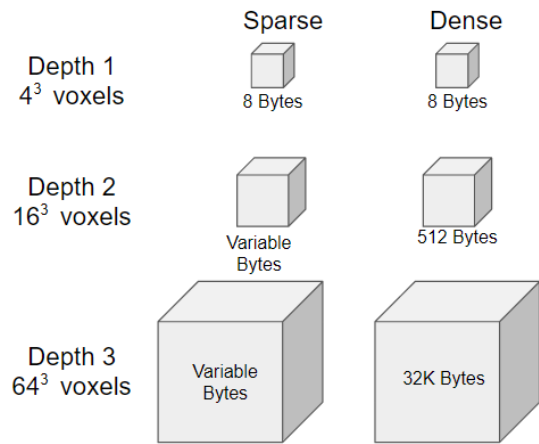 Sparse Dense
Depth 1
4³ voxels
8 Bytes 8 Bytes
Depth 2
16³ voxels
Variable
Bytes
512 Bytes
Depth 3
64³ voxels
Variable
Bytes
32K Bytes